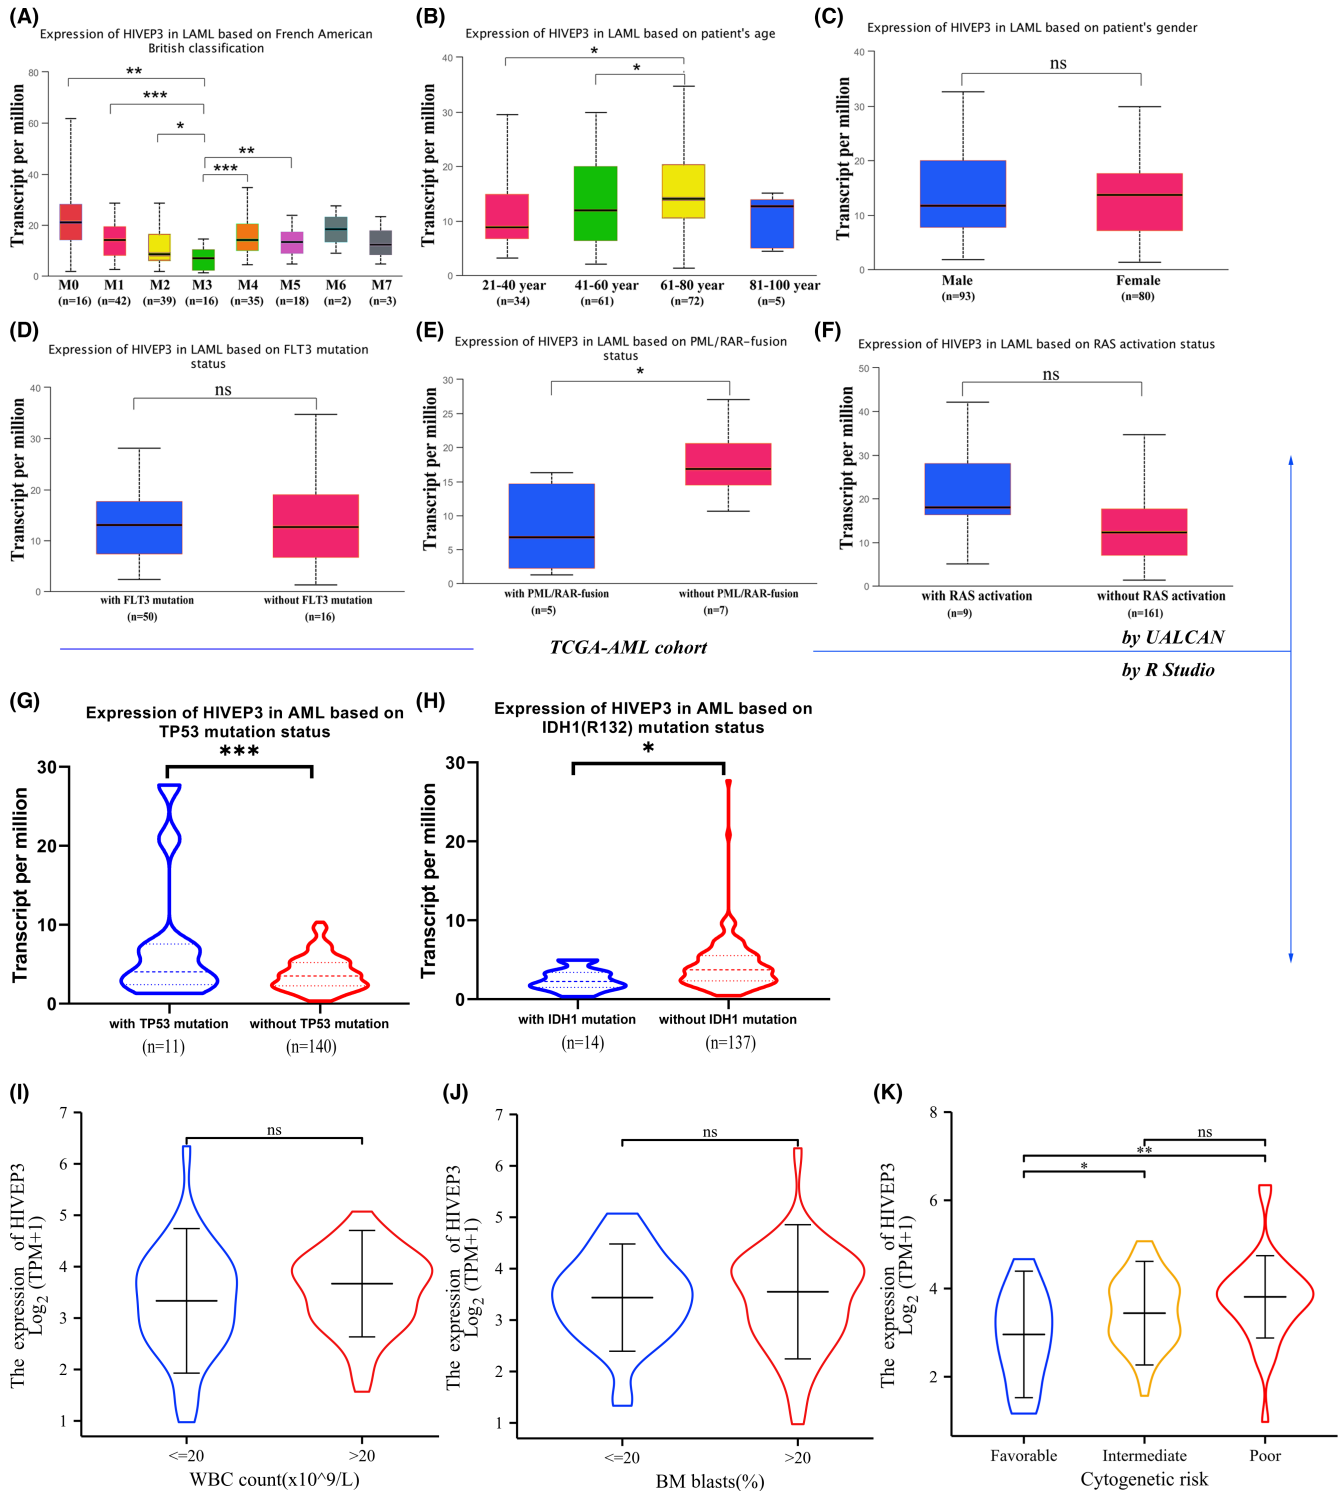 (A)
Expression of HIVEP3 in LAML based on French American
British classification
Transcript per million
80
60
40
20
0
**
***
*
**
***
M0 M1 M2 M3 M4 M5 M6 M7
(n=16) (n=42) (n=39) (n=16) (n=35) (n=18) (n=2) (n=3)
(B)
Expression of HIVEP3 in LAML based on patient's age
Transcript per million
40
30
20
10
0
*
*
21-40 year 41-60 year 61-80 year 81-100 year
(n=34) (n=61) (n=72) (n=5)
(C)
Expression of HIVEP3 in LAML based on patient's gender
Transcript per million
40
30
20
10
0
ns
Male Female
(n=93) (n=80)
(D)
Expression of HIVEP3 in LAML based on FLT3 mutation
status
Transcript per million
40
30
20
10
0
ns
with FLT3 mutation without FLT3 mutation
(n=50) (n=16)
(E)
Expression of HIVEP3 in LAML based on PML/RAR-fusion
status
Transcript per million
30
25
20
15
10
5
0
*
with PML/RAR-fusion without PML/RAR-fusion
(n=5) (n=7)
(F)
Expression of HIVEP3 in LAML based on RAS activation status
Transcript per million
50
40
30
20
10
0
ns
with RAS activation without RAS activation
(n=9) (n=161)
TCGA-AML cohort
by UALCAN
by R Studio
(G)
Expression of HIVEP3 in AML based on
TP53 mutation status
***
Transcript per million
30
20
10
0
with TP53 mutation without TP53 mutation
(n=11) (n=140)
(H)
Expression of HIVEP3 in AML based on
IDH1(R132) mutation status
*
Transcript per million
30
20
10
0
with IDH1 mutation without IDH1 mutation
(n=14) (n=137)
(I)
The expression of HIVEP3
Log2 (TPM+1)
7
6
5
4
3
2
1
ns
<=20 >20
WBC count(x10^9/L)
(J)
The expression of HIVEP3
Log2 (TPM+1)
7
6
5
4
3
2
1
ns
<=20 >20
BM blasts(%)
(K)
The expression of HIVEP3
Log2 (TPM+1)
8
6
4
2
ns
**
*
Favorable Intermediate Poor
Cytogenetic risk